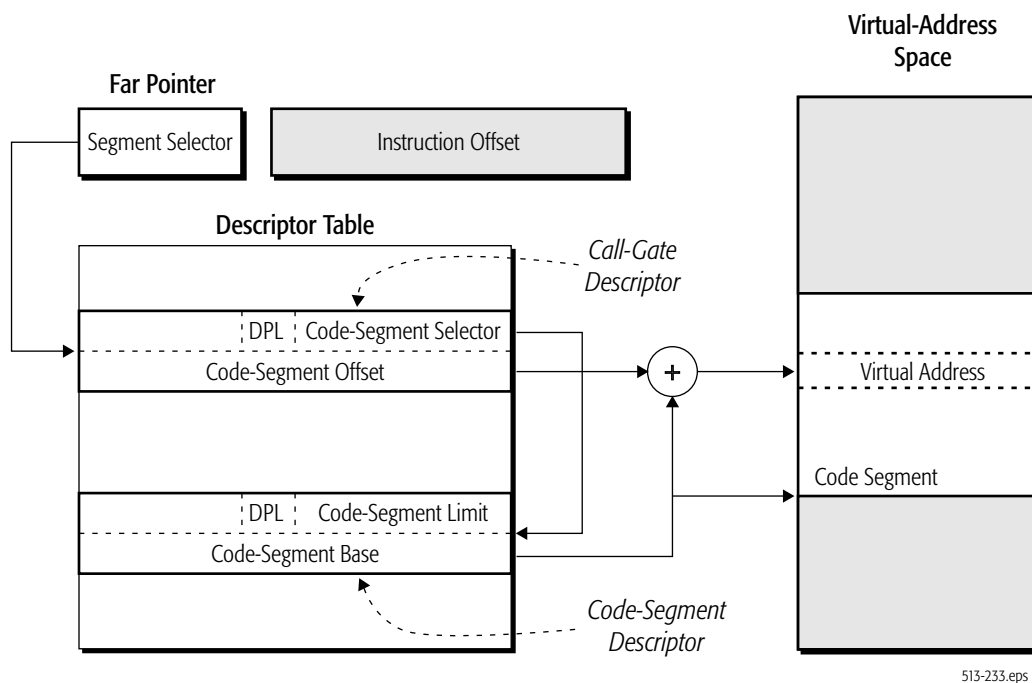 Virtual-Address
Space
Far Pointer
Segment Selector
Instruction Offset
Descriptor Table
Call-Gate
Descriptor
DPL
Code-Segment Selector
Code-Segment Offset
+
Virtual Address
Code Segment
DPL
Code-Segment Limit
Code-Segment Base
Code-Segment
Descriptor
513-233.eps